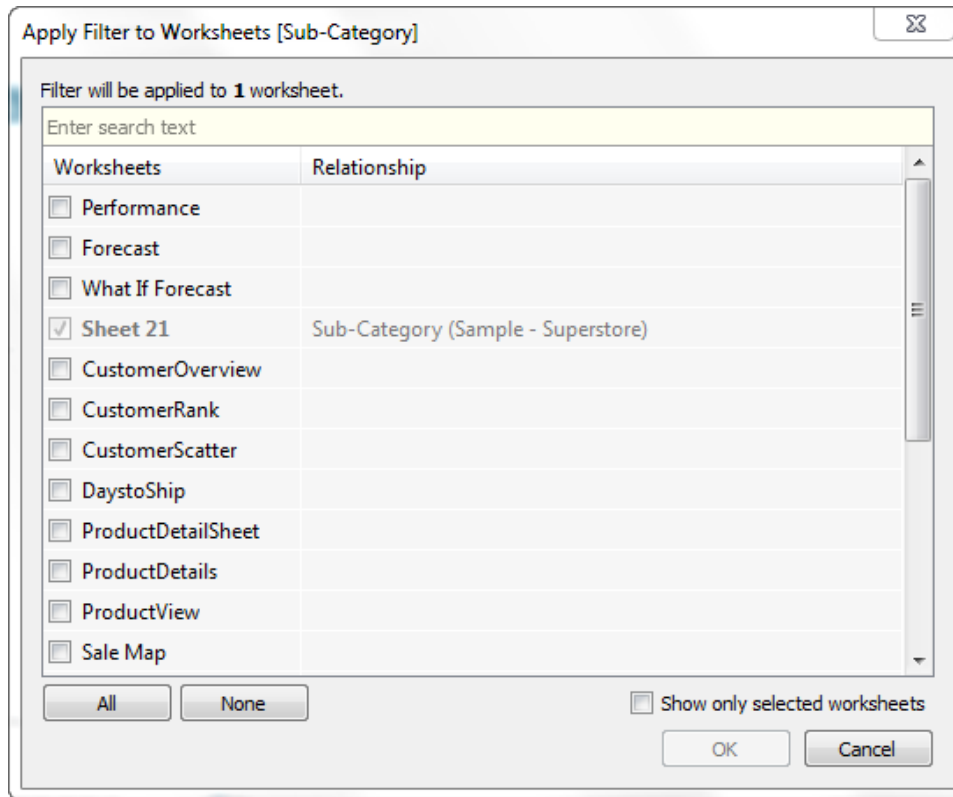 Apply Filter to Worksheets [Sub-Category]
Filter will be applied to 1 worksheet.
Enter search text
Worksheets Relationship
Performance
Forecast
What If Forecast
Sheet 21 Sub-Category (Sample - Superstore)
CustomerOverview
CustomerRank
CustomerScatter
DaystoShip
ProductDetailSheet
ProductDetails
ProductView
Sale Map
All None Show only selected worksheets
OK Cancel